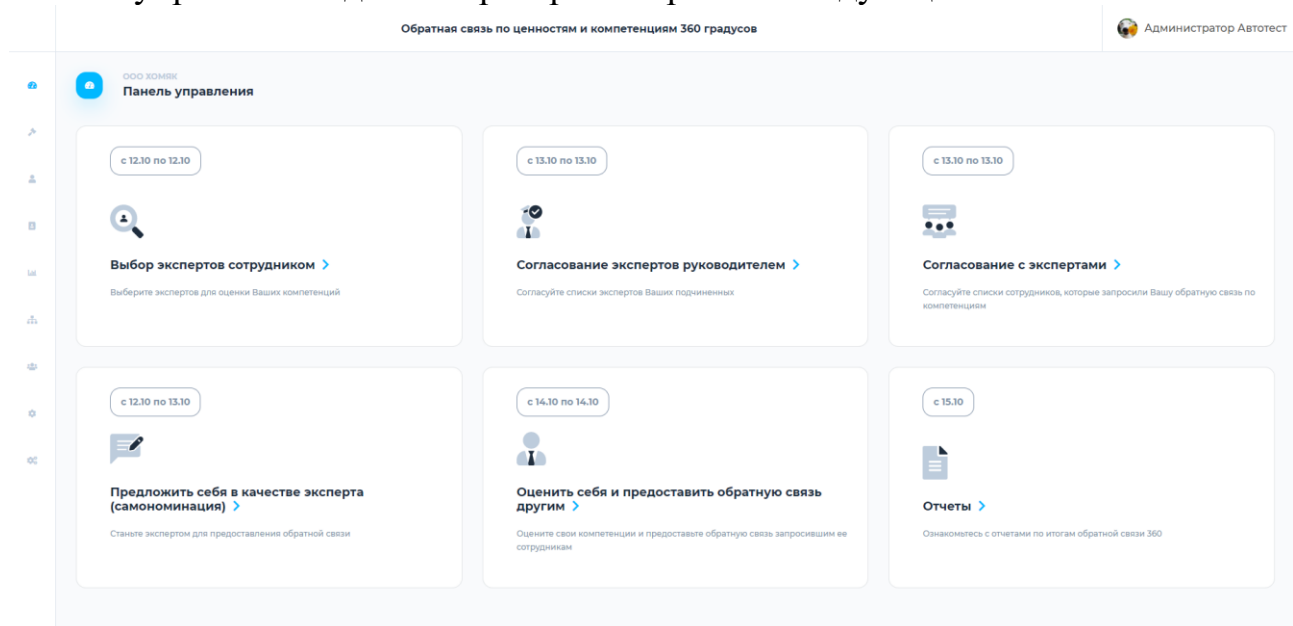 Обратная связь по ценностям и компетенциям 360 градусов
Администратор Автотест
ООО ХОМЯК
Панель управления
с 12.10 по 12.10
Выбор экспертов сотрудником
Выберите экспертов для оценки Ваших компетенций
с 13.10 по 13.10
Согласование экспертов руководителем
Согласуйте списки экспертов Ваших подчиненных
с 13.10 по 13.10
Согласование с экспертами
Согласуйте списки сотрудников, которые запросили Вашу обратную связь по
компетенциям
с 12.10 по 13.10
Предложить себя в качестве эксперта
(самономинация)
Станьте экспертом для предоставления обратной связи
с 14.10 по 14.10
Оценить себя и предоставить обратную связь
другим
Оцените свои компетенции и предоставьте обратную связь запросившим ее
сотрудникам
с 15.10
Отчеты
Ознакомьтесь с отчетами по итогам обратной связи 360